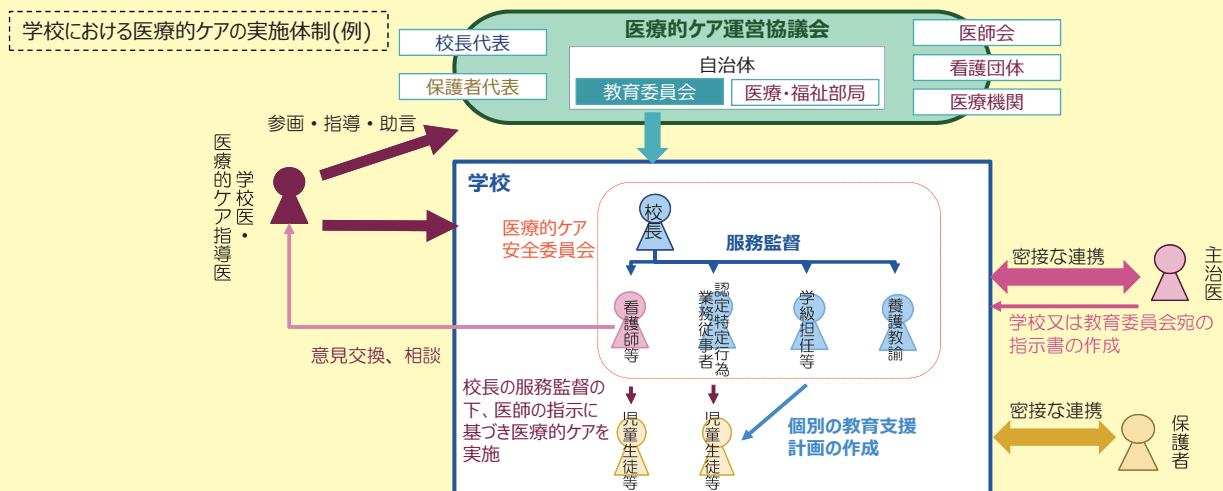 学校における医療的ケアの実施体制(例)
医療的ケア運営協議会
校長代表
保護者代表
自治体
教育委員会
医療・福祉部局
医師会
看護団体
医療機関
参画・指導・助言
学校医・
医療的ケア指導医
学校
医療的ケア
安全委員会
校長
服務監督
看護師等
認定特定行為
業務従事者
学級担任等
養護教諭
意見交換、相談
校長の服務監督の
下、医師の指示に
基づき医療的ケアを
実施
児童生徒等
児童生徒等
個別の教育支援
計画の作成
密接な連携
主治医
学校又は教育委員会宛の
指示書の作成
密接な連携
保護者